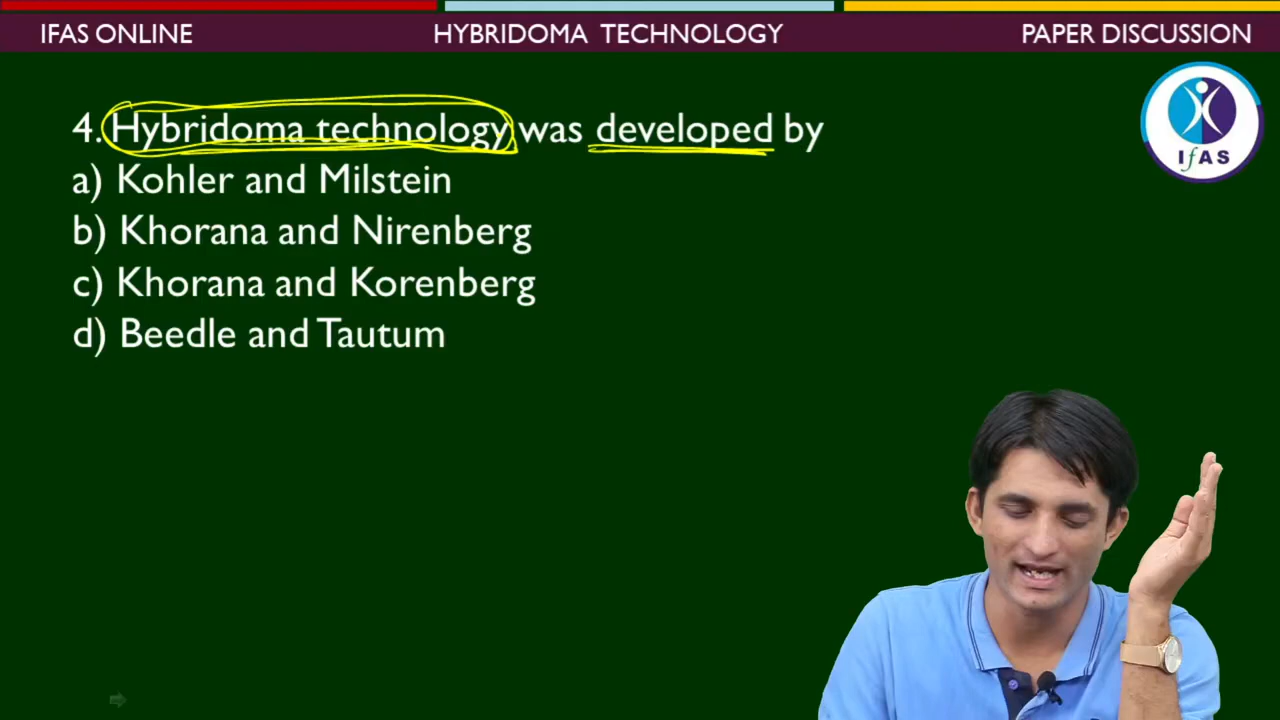 IFAS ONLINE HYBRIDOMA TECHNOLOGY PAPER DISCUSSION
4. Hybridoma technology was developed by
a) Kohler and Milstein
b) Khorana and Nirenberg
c) Khorana and Korenberg
d) Beedle and Tautum
IfAS